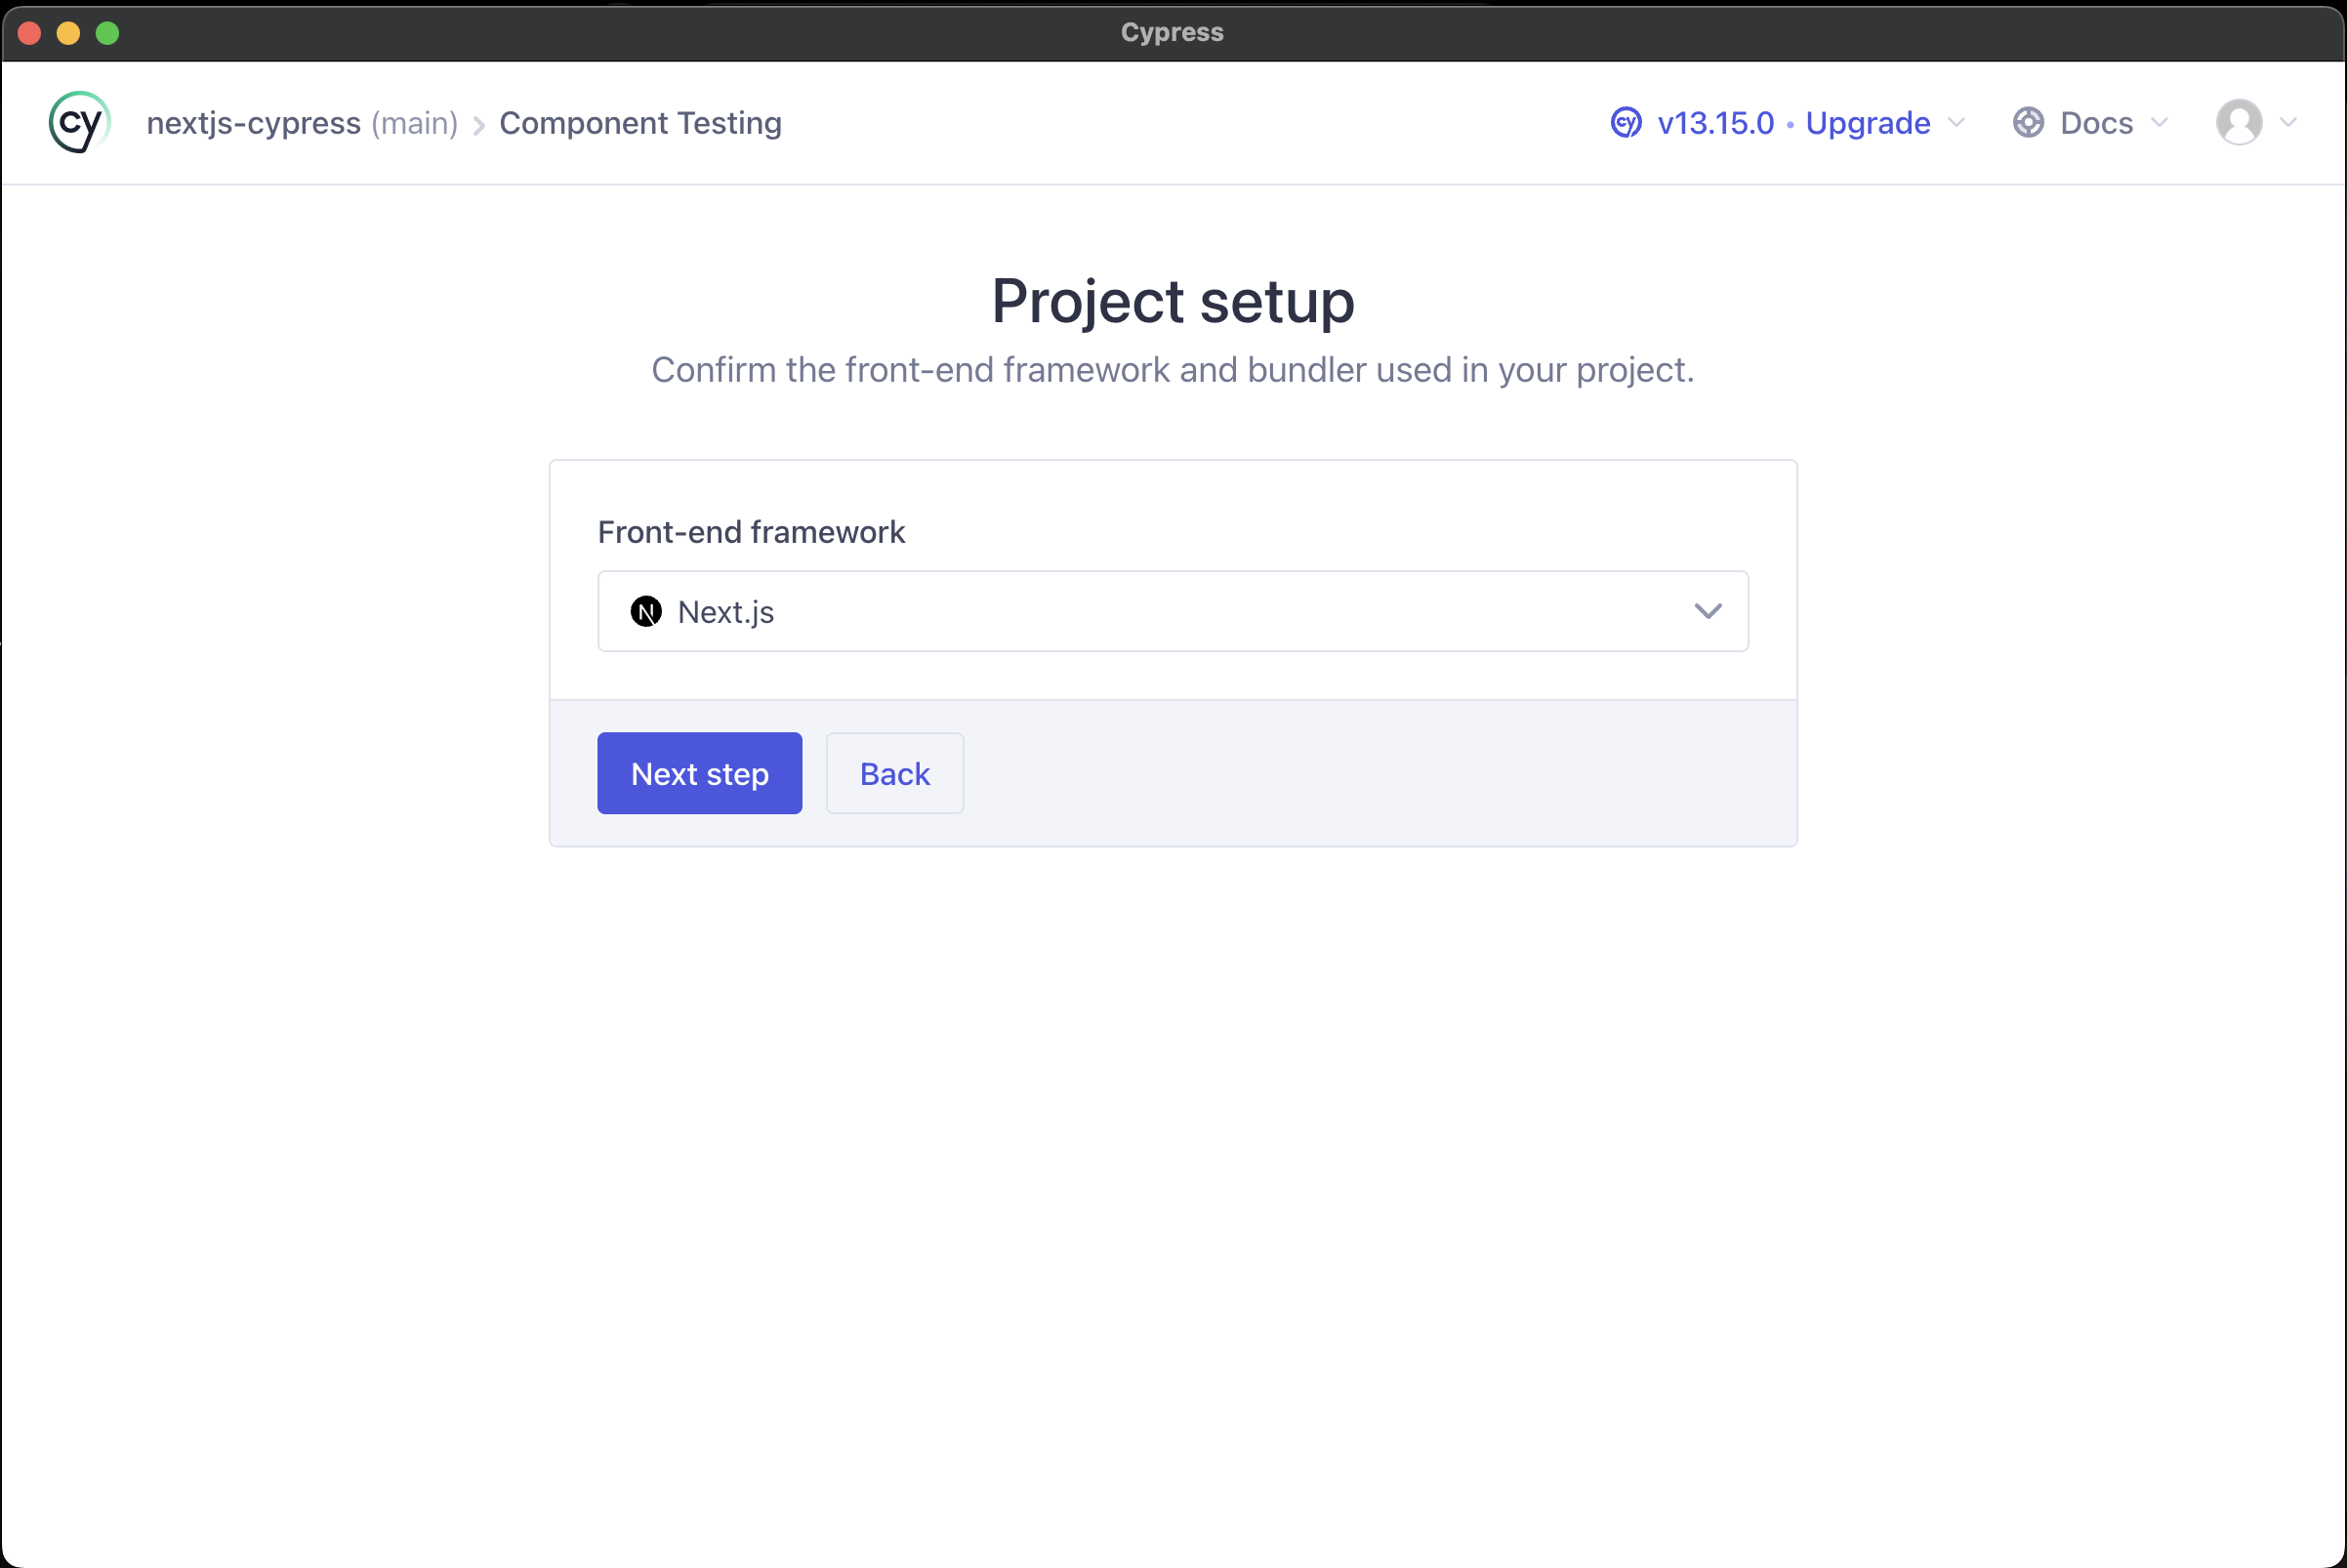 Cypress
cy nextjs-cypress (main) > Component Testing
cy v13.15.0 • Upgrade Docs
Project setup
Confirm the front-end framework and bundler used in your project.
Front-end framework
N Next.js
Next step Back